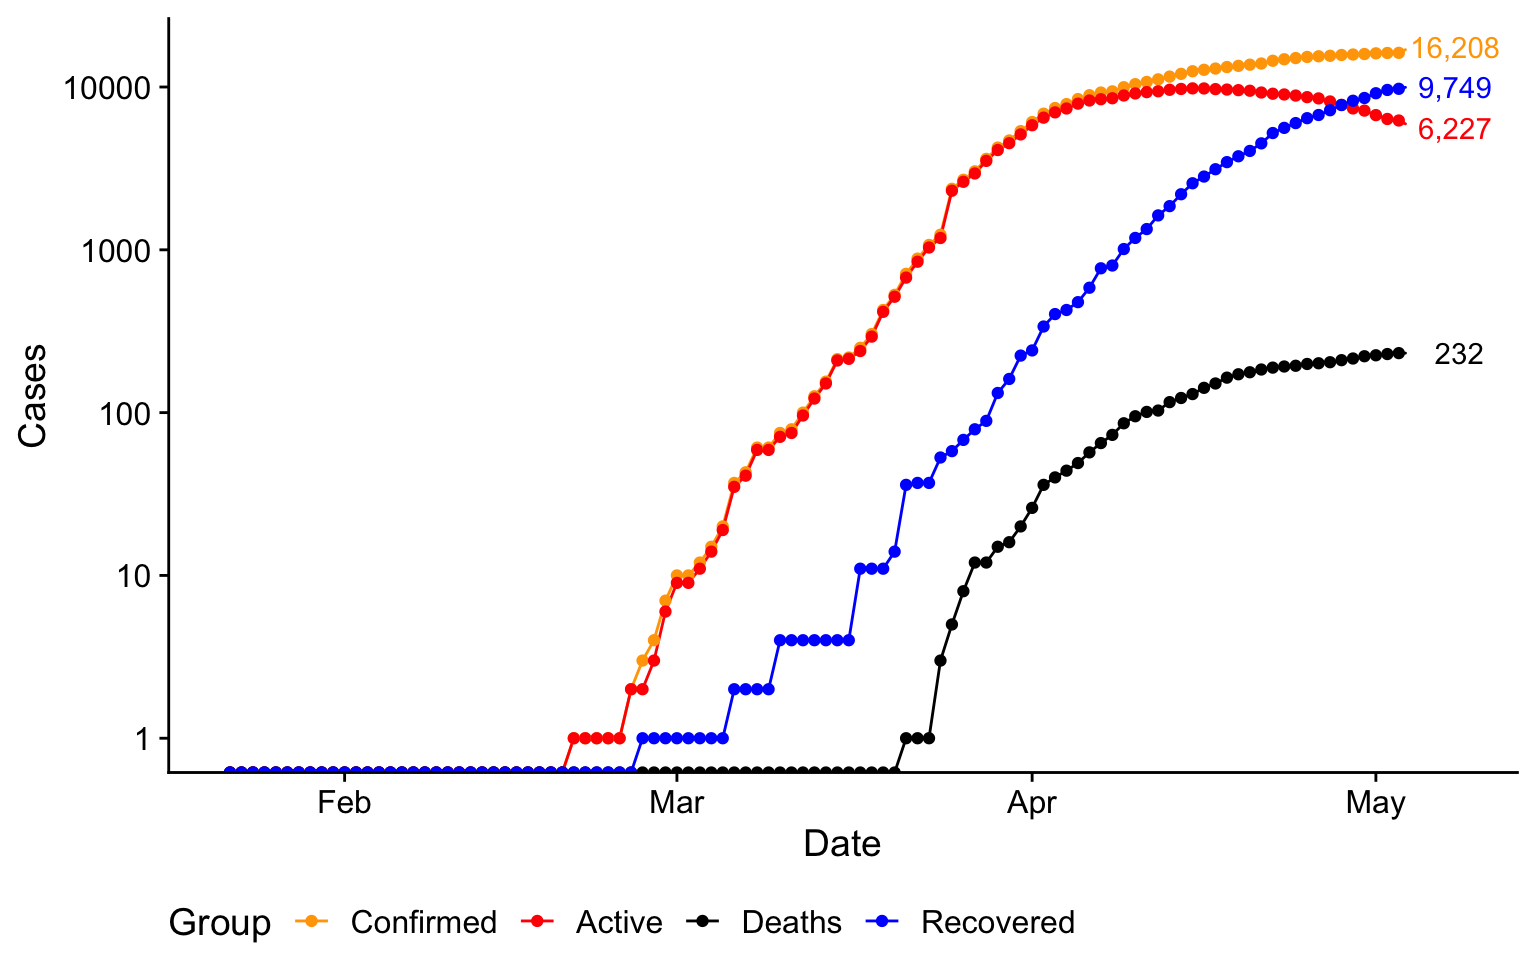 16,208
10000
9,749
6,227
1000
Cases
100
232
10
1
Feb Mar Apr May
Date
Group Confirmed Active Deaths Recovered